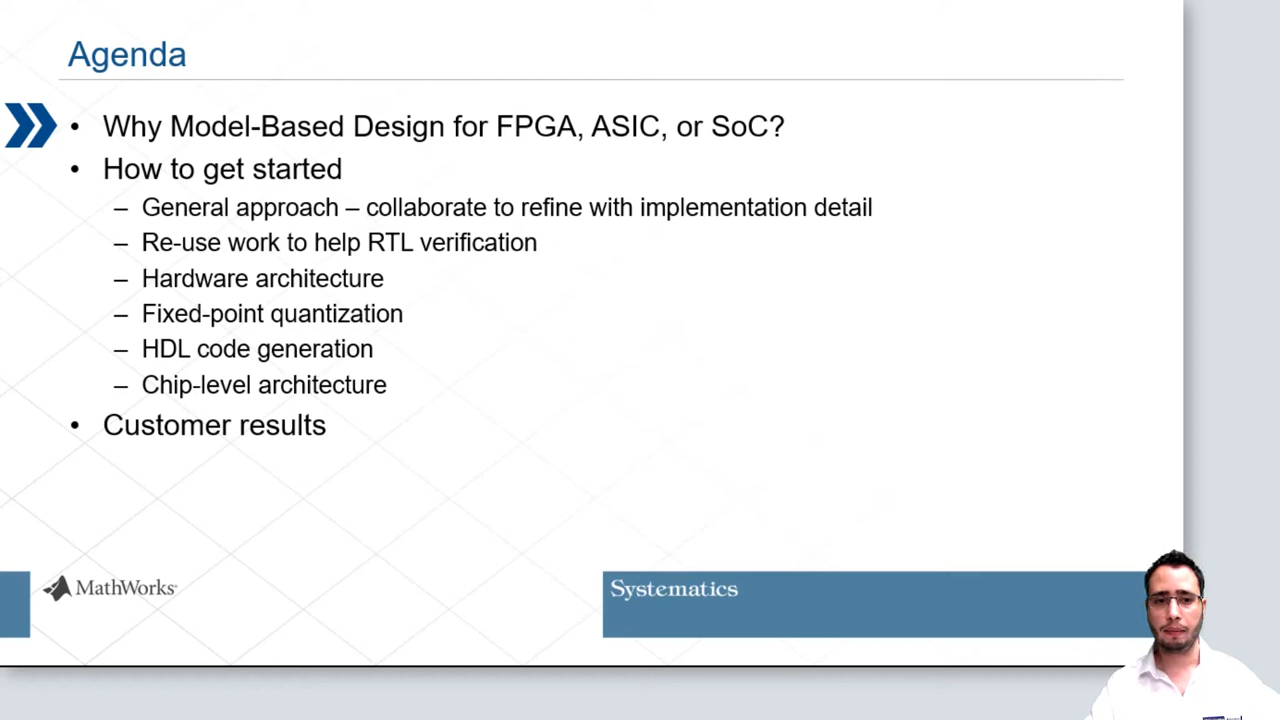 Agenda
• Why Model-Based Design for FPGA, ASIC, or SoC?
• How to get started
– General approach – collaborate to refine with implementation detail
– Re-use work to help RTL verification
– Hardware architecture
– Fixed-point quantization
– HDL code generation
– Chip-level architecture
• Customer results
MathWorks
Systematics